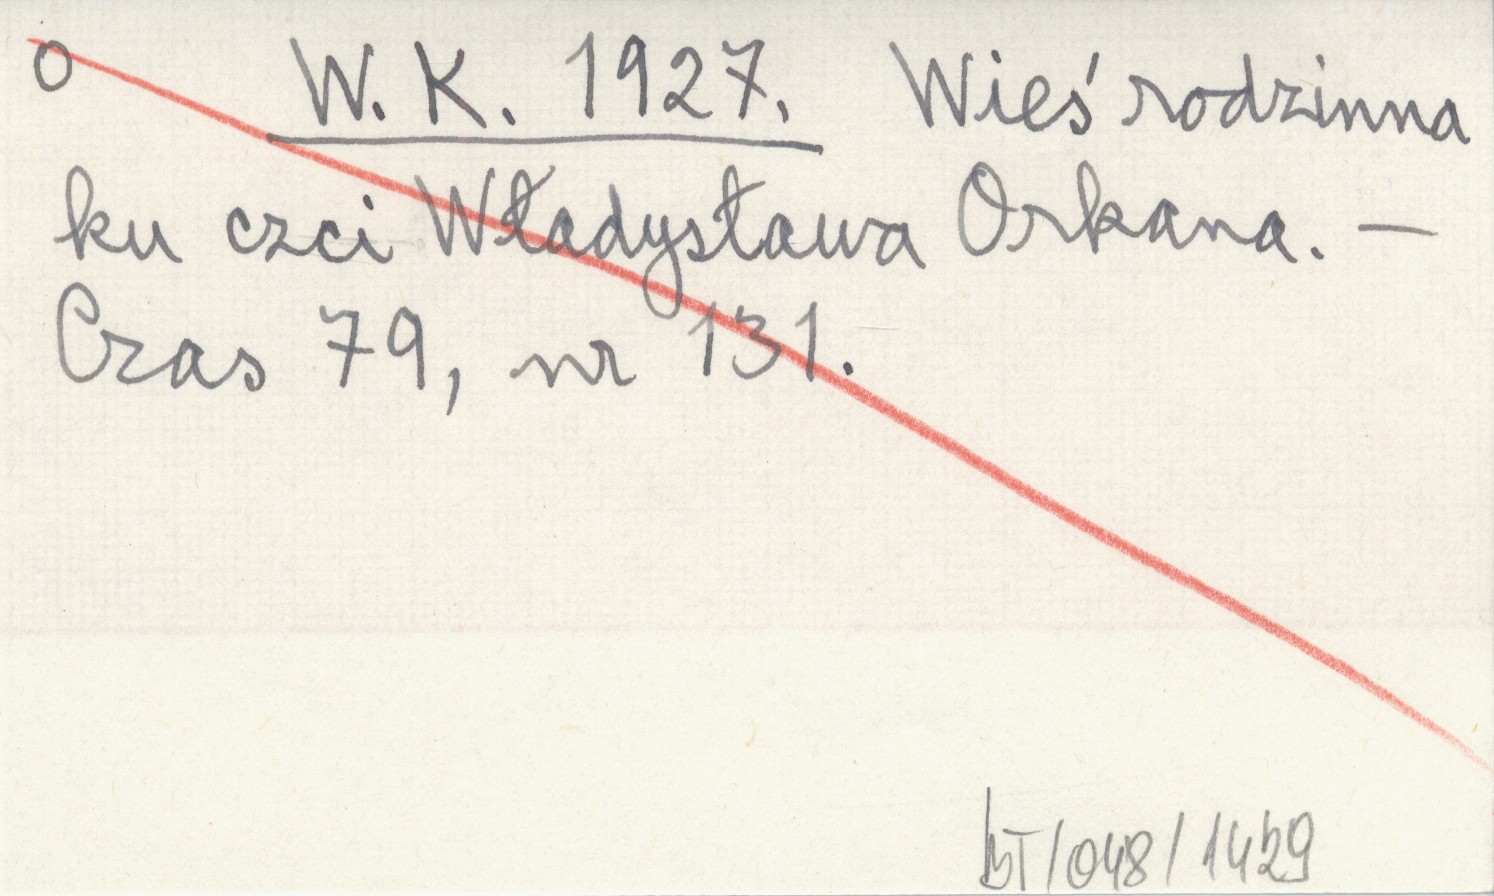 O W. K. 1927. Wieś rodzinna
ku czci Władysława Orkana. —
Czas 79, nr 131.
BT/048/1429